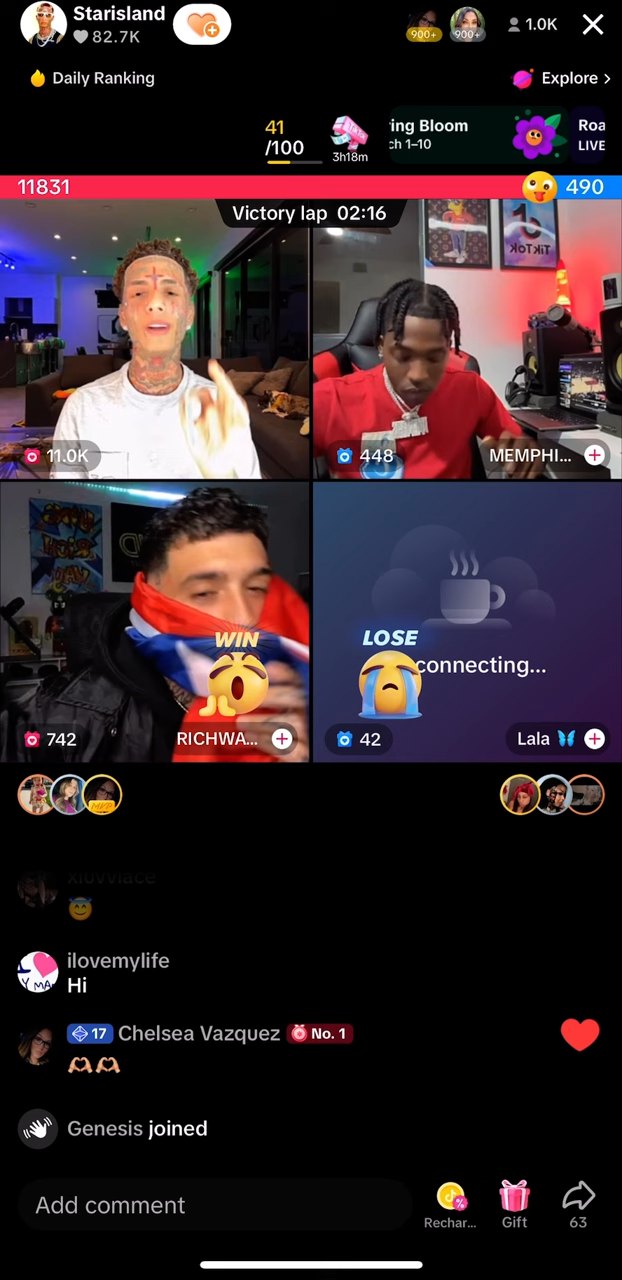 Starisland
82.7K
900+
900+
1.0K
Daily Ranking
Explore >
41
/100
3h18m
ing Bloom
ch 1–10
Roa
LIVE
11831
490
Victory lap 02:16
TikTok
11.0K
448
MEMPHI...
WIN
LOSE
connecting...
742
RICHWA...
42
Lala
xluvvlace
ilovemylife
Hi
17 Chelsea Vazquez No. 1
Genesis joined
Add comment
Rechar...
Gift
63